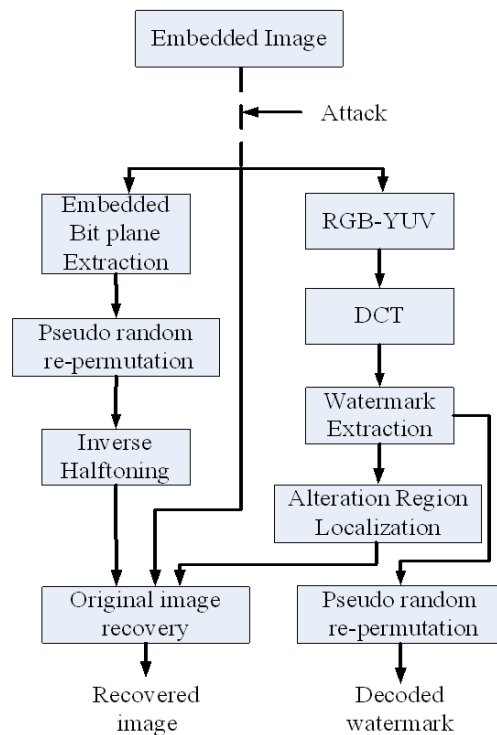 Embedded Image
Attack
Embedded
Bit plane
Extraction
RGB-YUV
Pseudo random
re-permutation
DCT
Inverse
Halftoning
Watermark
Extraction
Alteration Region
Localization
Original image
recovery
Pseudo random
re-permutation
Recovered
image
Decoded
watermark